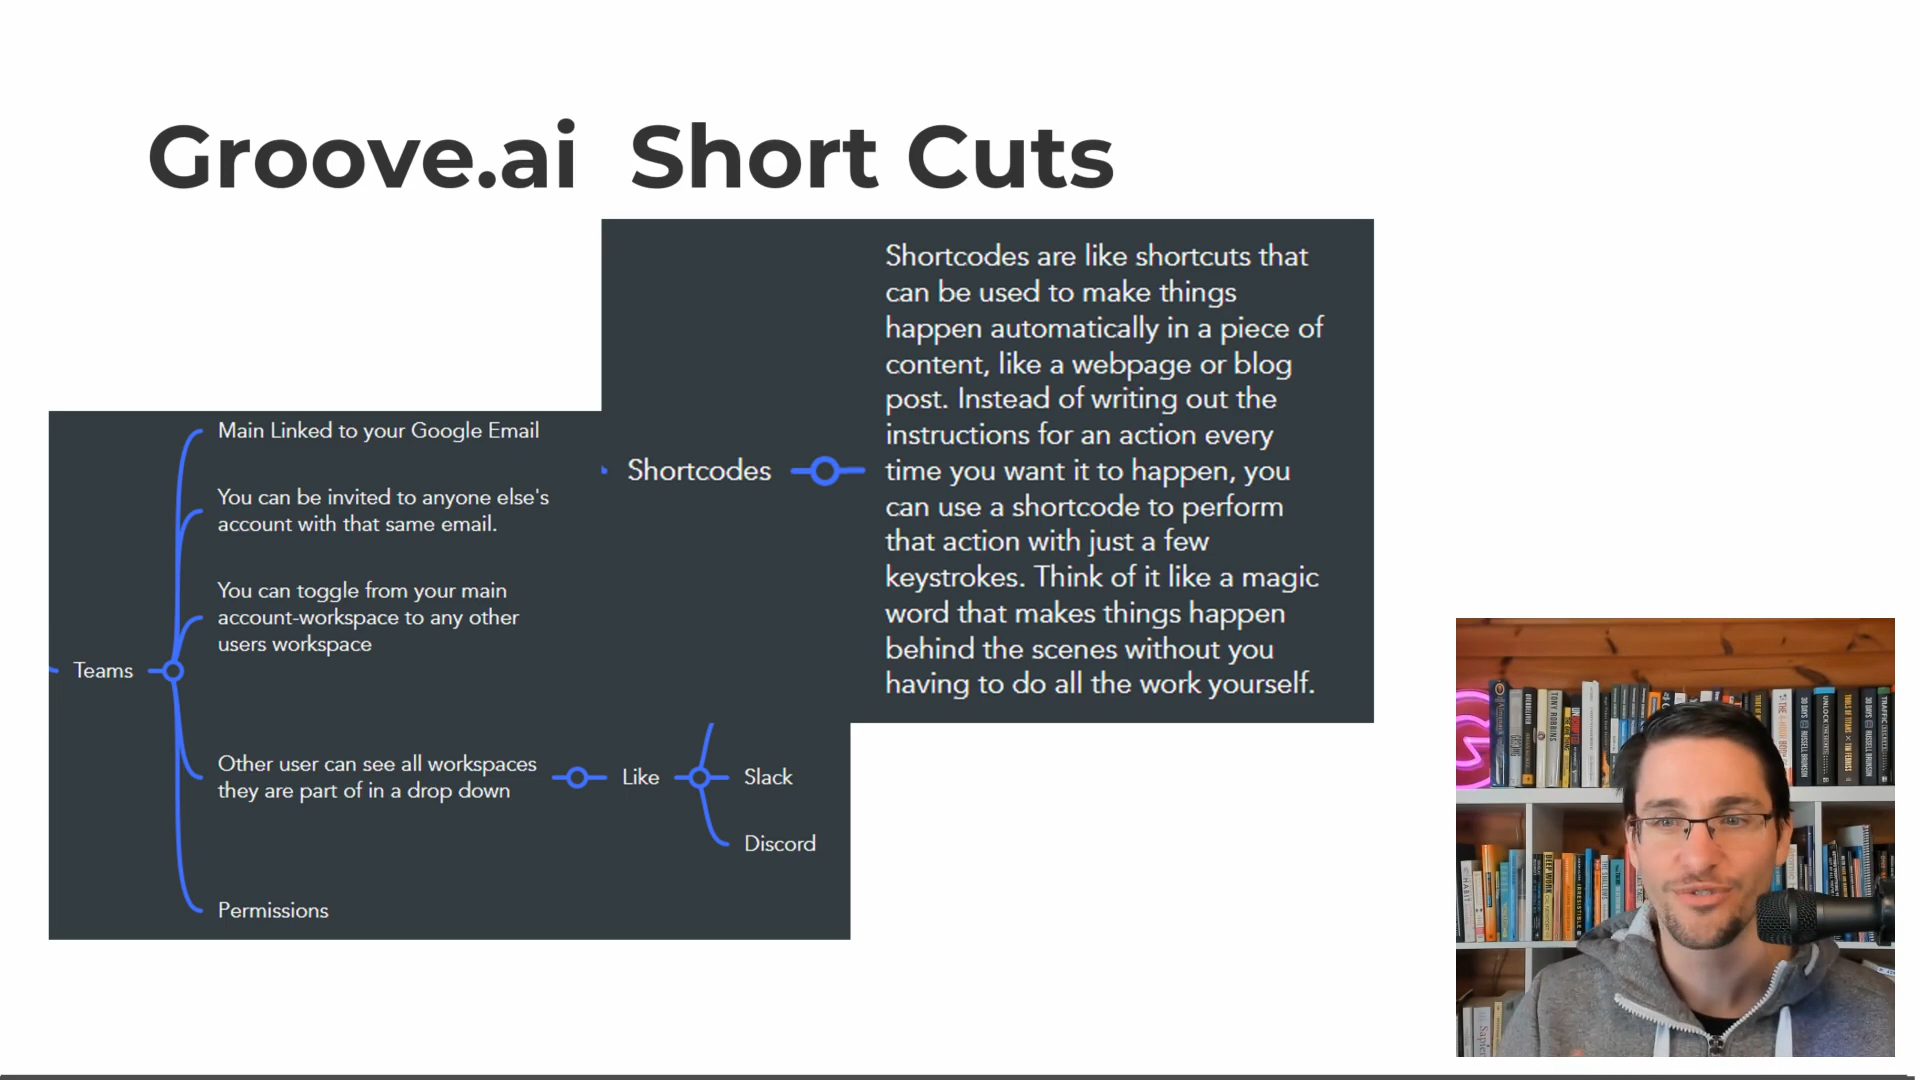 Groove.ai  Short Cuts
Shortcodes are like shortcuts that
can be used to make things
happen automatically in a piece of
content, like a webpage or blog
post. Instead of writing out the
instructions for an action every
time you want it to happen, you
can use a shortcode to perform
that action with just a few
keystrokes. Think of it like a magic
word that makes things happen
behind the scenes without you
having to do all the work yourself.
Shortcodes
Main Linked to your Google Email
You can be invited to anyone else's
account with that same email.
You can toggle from your main
account-workspace to any other
users workspace
Teams
Other user can see all workspaces
they are part of in a drop down
Like
Slack
Discord
Permissions
TONY ROBBINS
DEEP WORK